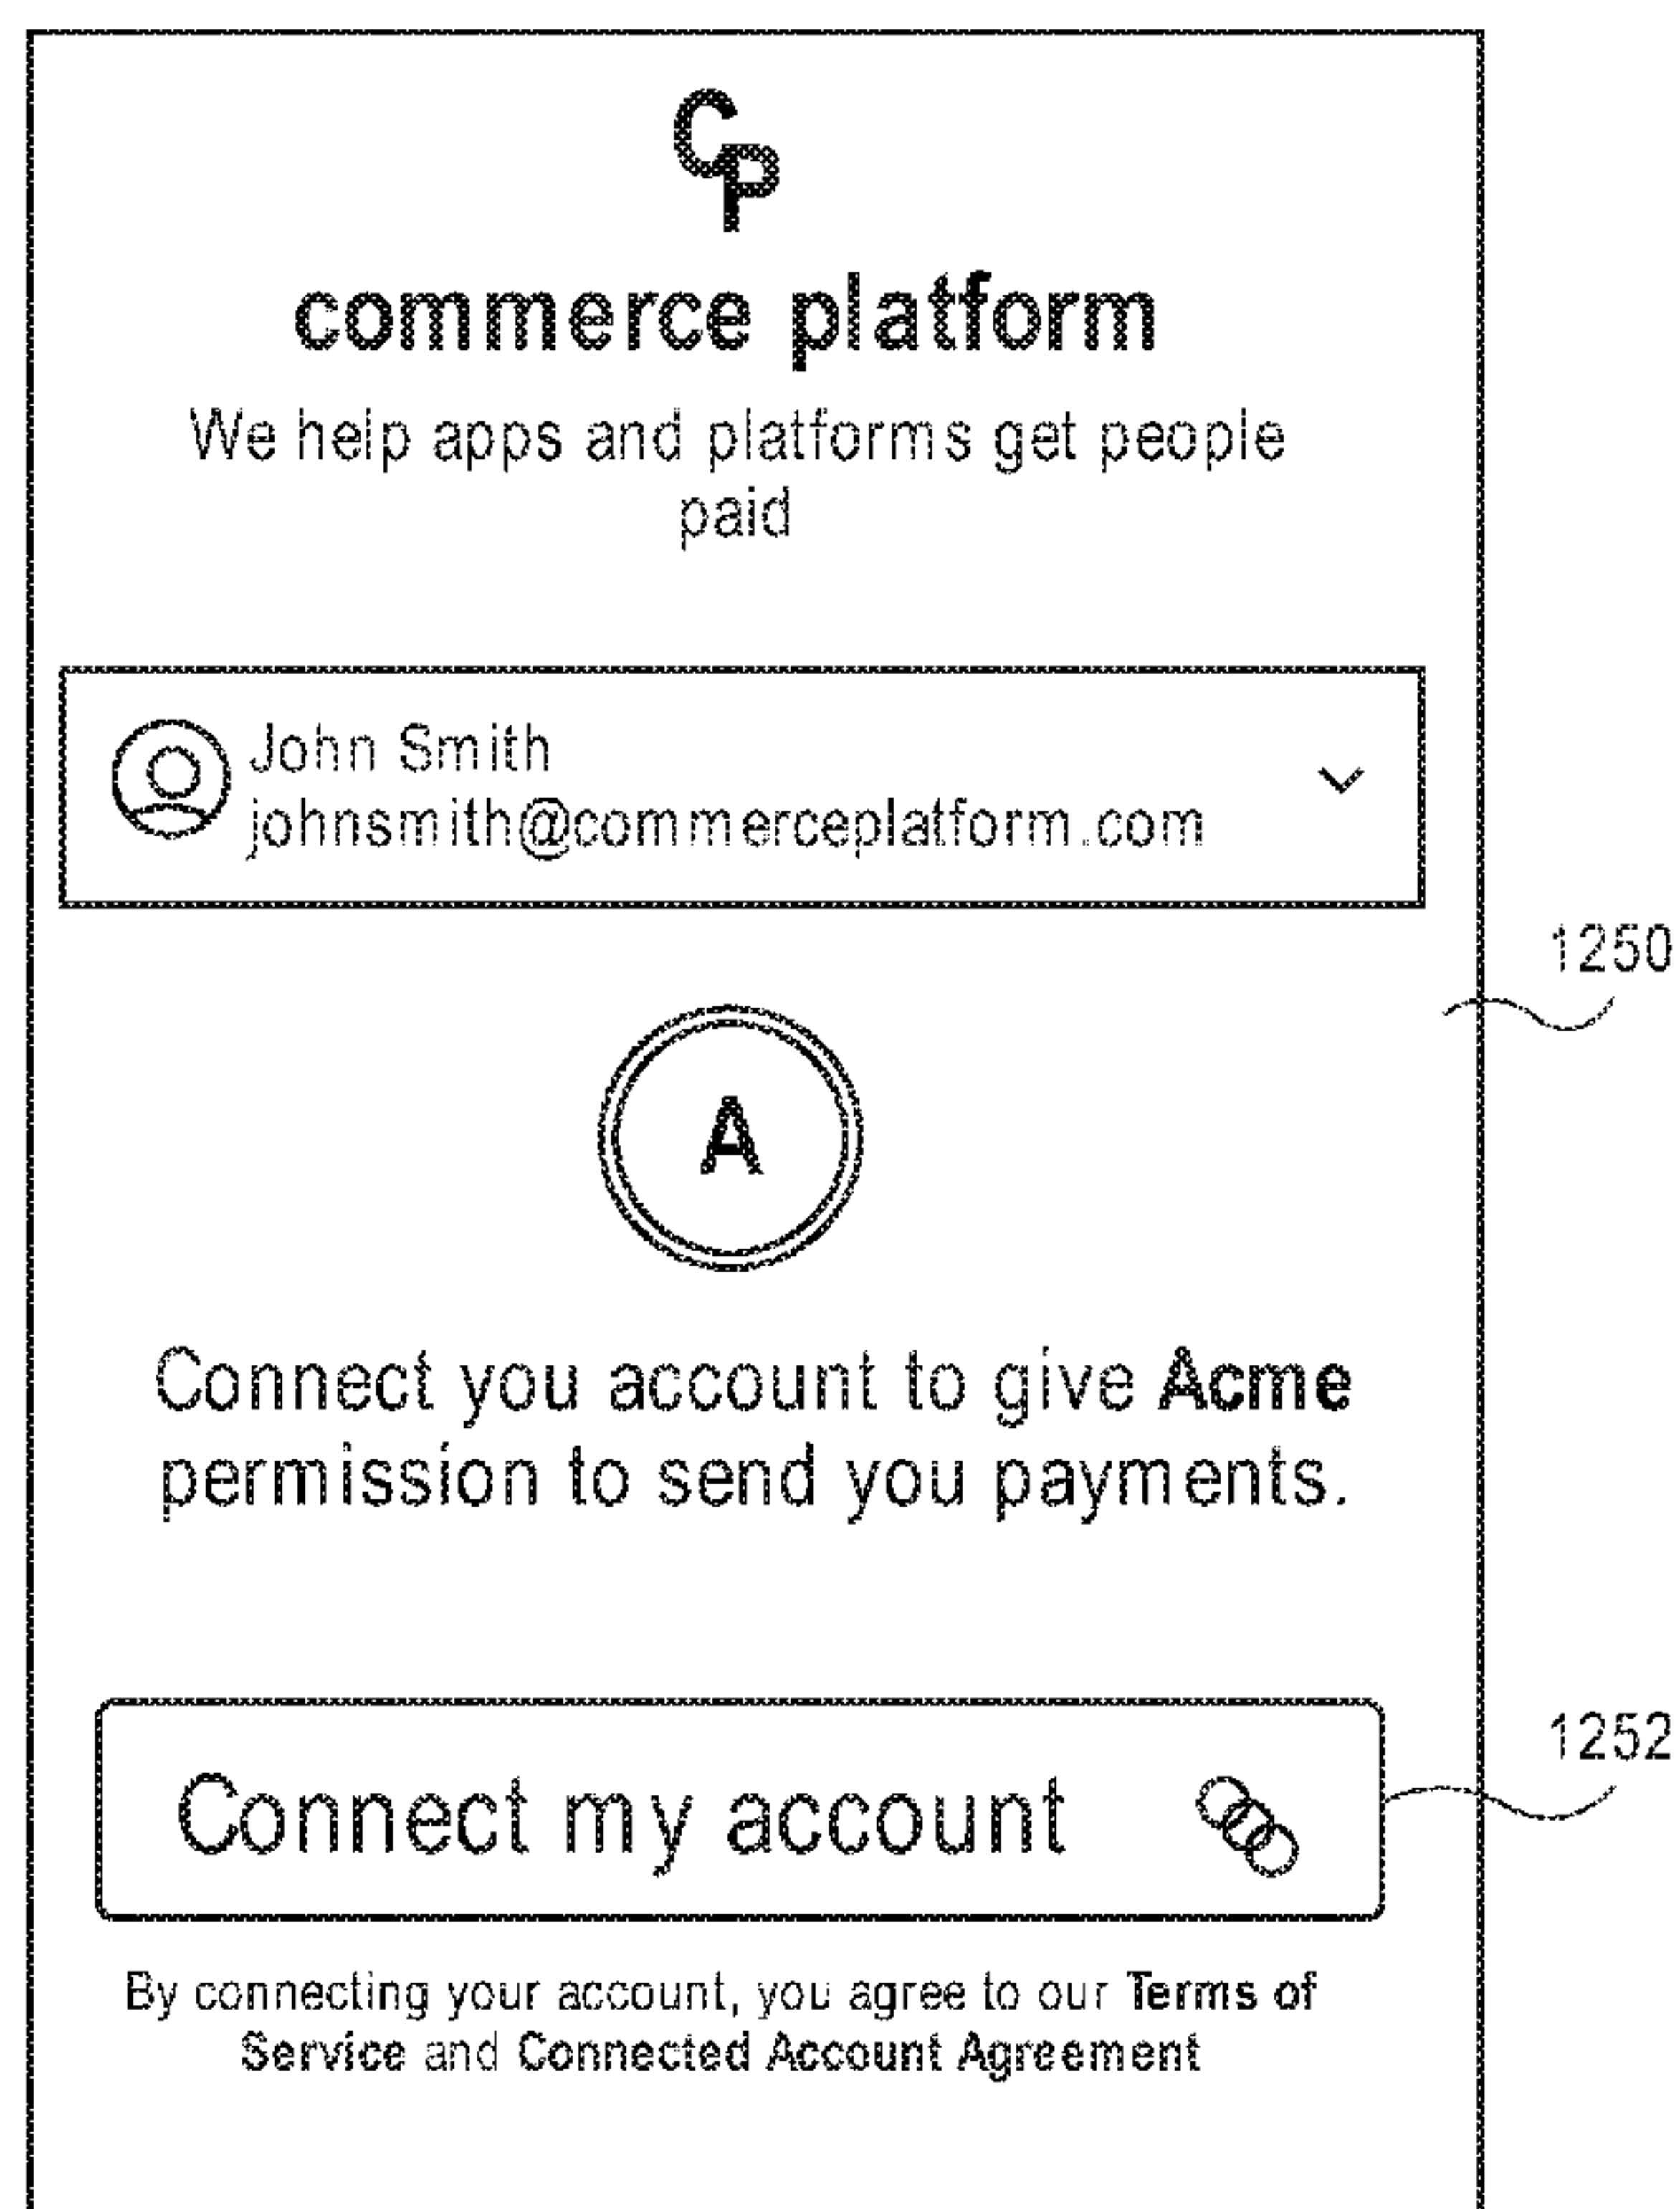 CP
commerce platform
We help apps and platforms get people
paid
John Smith
johnsmith@commerceplatform.com
1250
A
Connect you account to give Acme
permission to send you payments.
1252
Connect my account
By connecting your account, you agree to our Terms of
Service and Connected Account Agreement